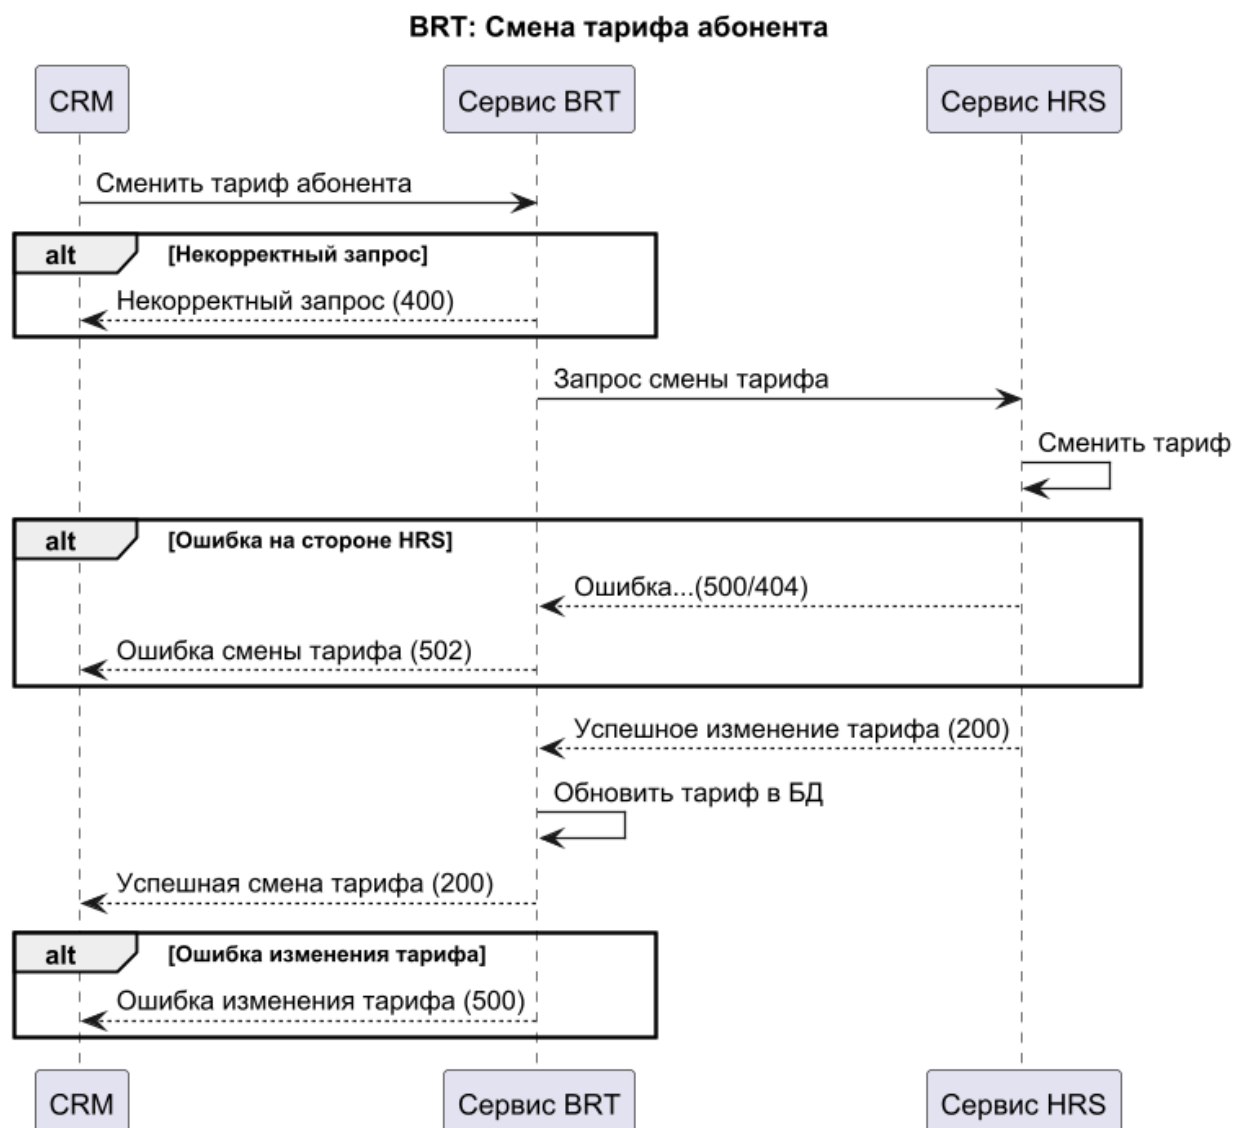 BRT: Смена тарифа абонента
CRM
Сервис BRT
Сервис HRS
Сменить тариф абонента
alt
[Некорректный запрос]
Некорректный запрос (400)
Запрос смены тарифа
Сменить тариф
alt
[Ошибка на стороне HRS]
Ошибка...(500/404)
Ошибка смены тарифа (502)
Успешное изменение тарифа (200)
Обновить тариф в БД
Успешная смена тарифа (200)
alt
[Ошибка изменения тарифа]
Ошибка изменения тарифа (500)
CRM
Сервис BRT
Сервис HRS